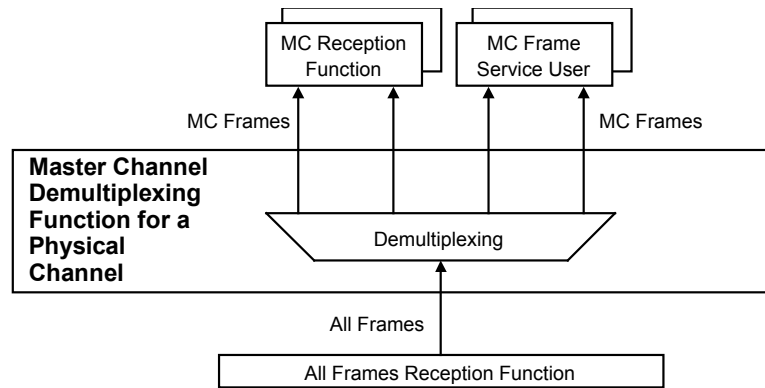 MC Reception
Function
MC Frame
Service User
MC Frames
MC Frames
Master Channel
Demultiplexing
Function for a
Physical
Channel
Demultiplexing
All Frames
All Frames Reception Function